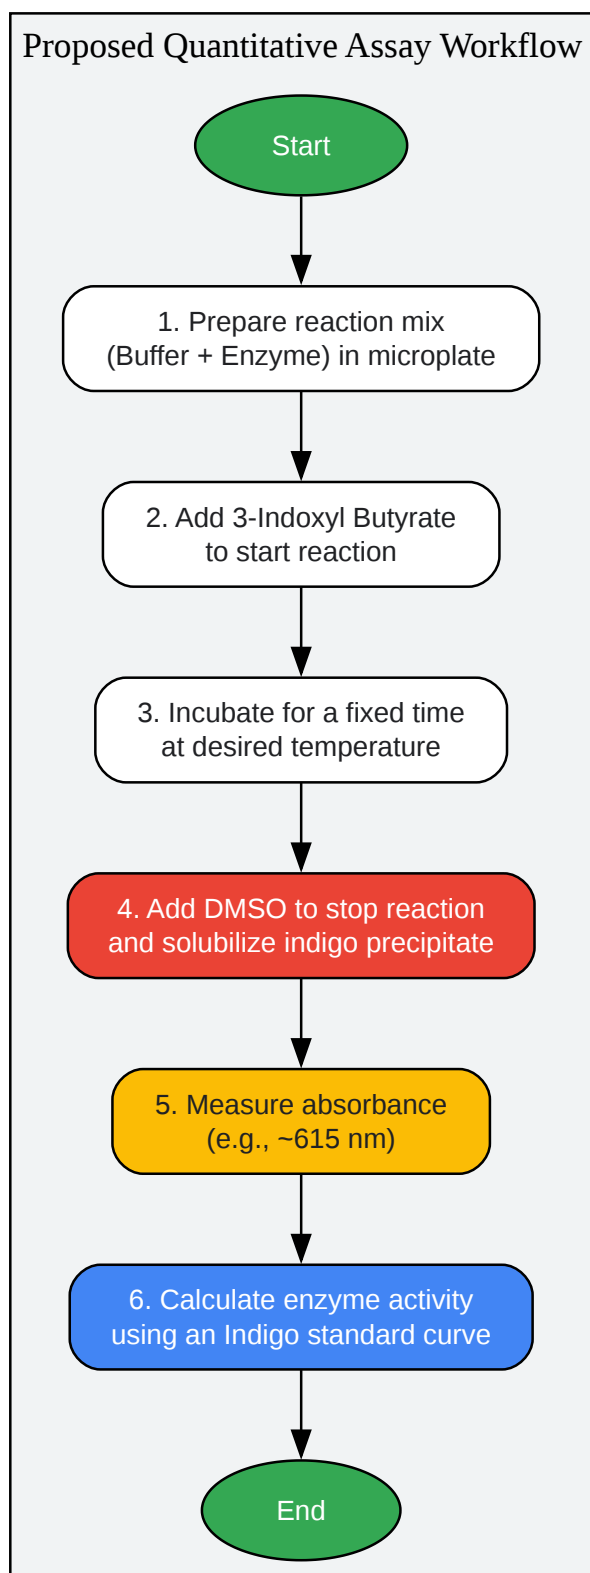 Proposed Quantitative Assay Workflow
Start
1. Prepare reaction mix
(Buffer + Enzyme) in microplate
2. Add 3-Indoxyl Butyrate
to start reaction
3. Incubate for a fixed time
at desired temperature
4. Add DMSO to stop reaction
and solubilize indigo precipitate
5. Measure absorbance
(e.g., ~615 nm)
6. Calculate enzyme activity
using an Indigo standard curve
End